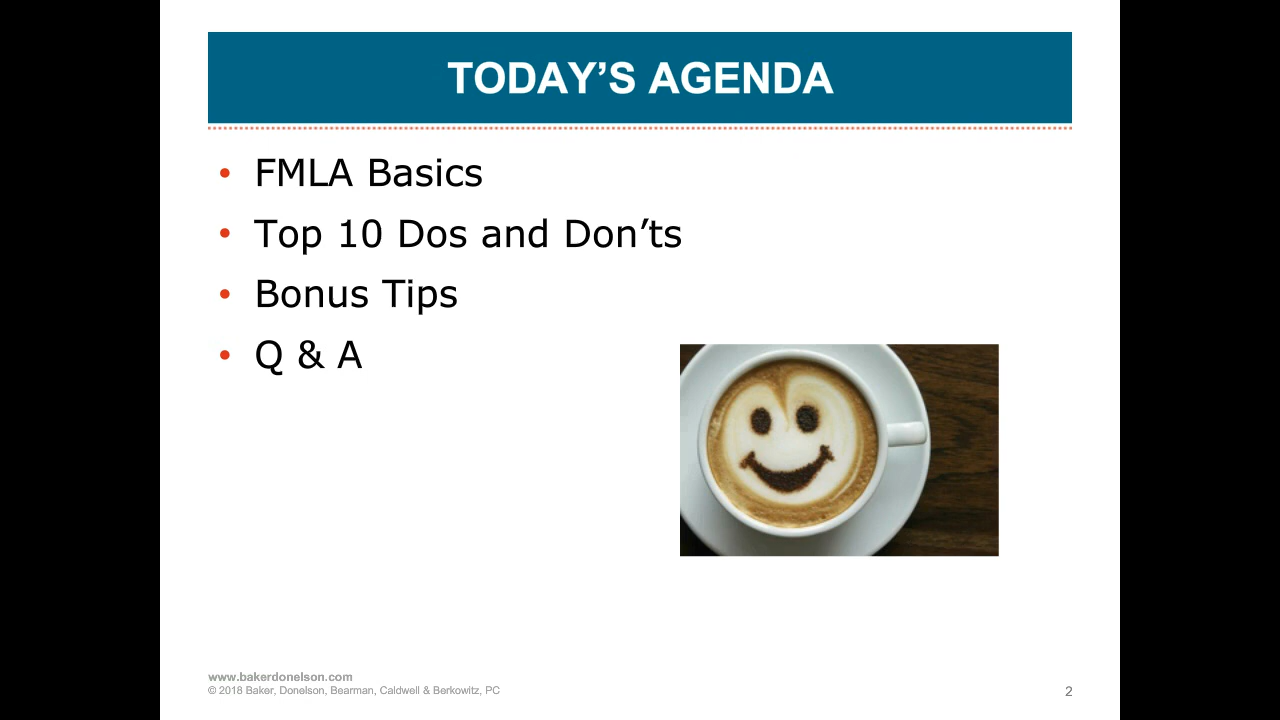 TODAY’S AGENDA
• FMLA Basics
• Top 10 Dos and Don’ts
• Bonus Tips
• Q & A
www.bakerdonelson.com
© 2018 Baker, Donelson, Bearman, Caldwell & Berkowitz, PC
2